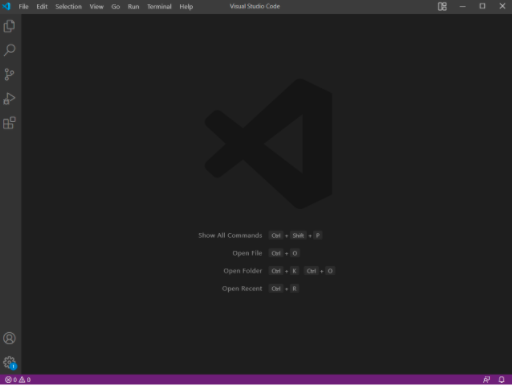 File Edit Selection View Go Run Terminal Help Visual Studio Code
Show All Commands Ctrl + Shift + P
Open File Ctrl + O
Open Folder Ctrl + K Ctrl + O
Open Recent Ctrl + R
1
0 0